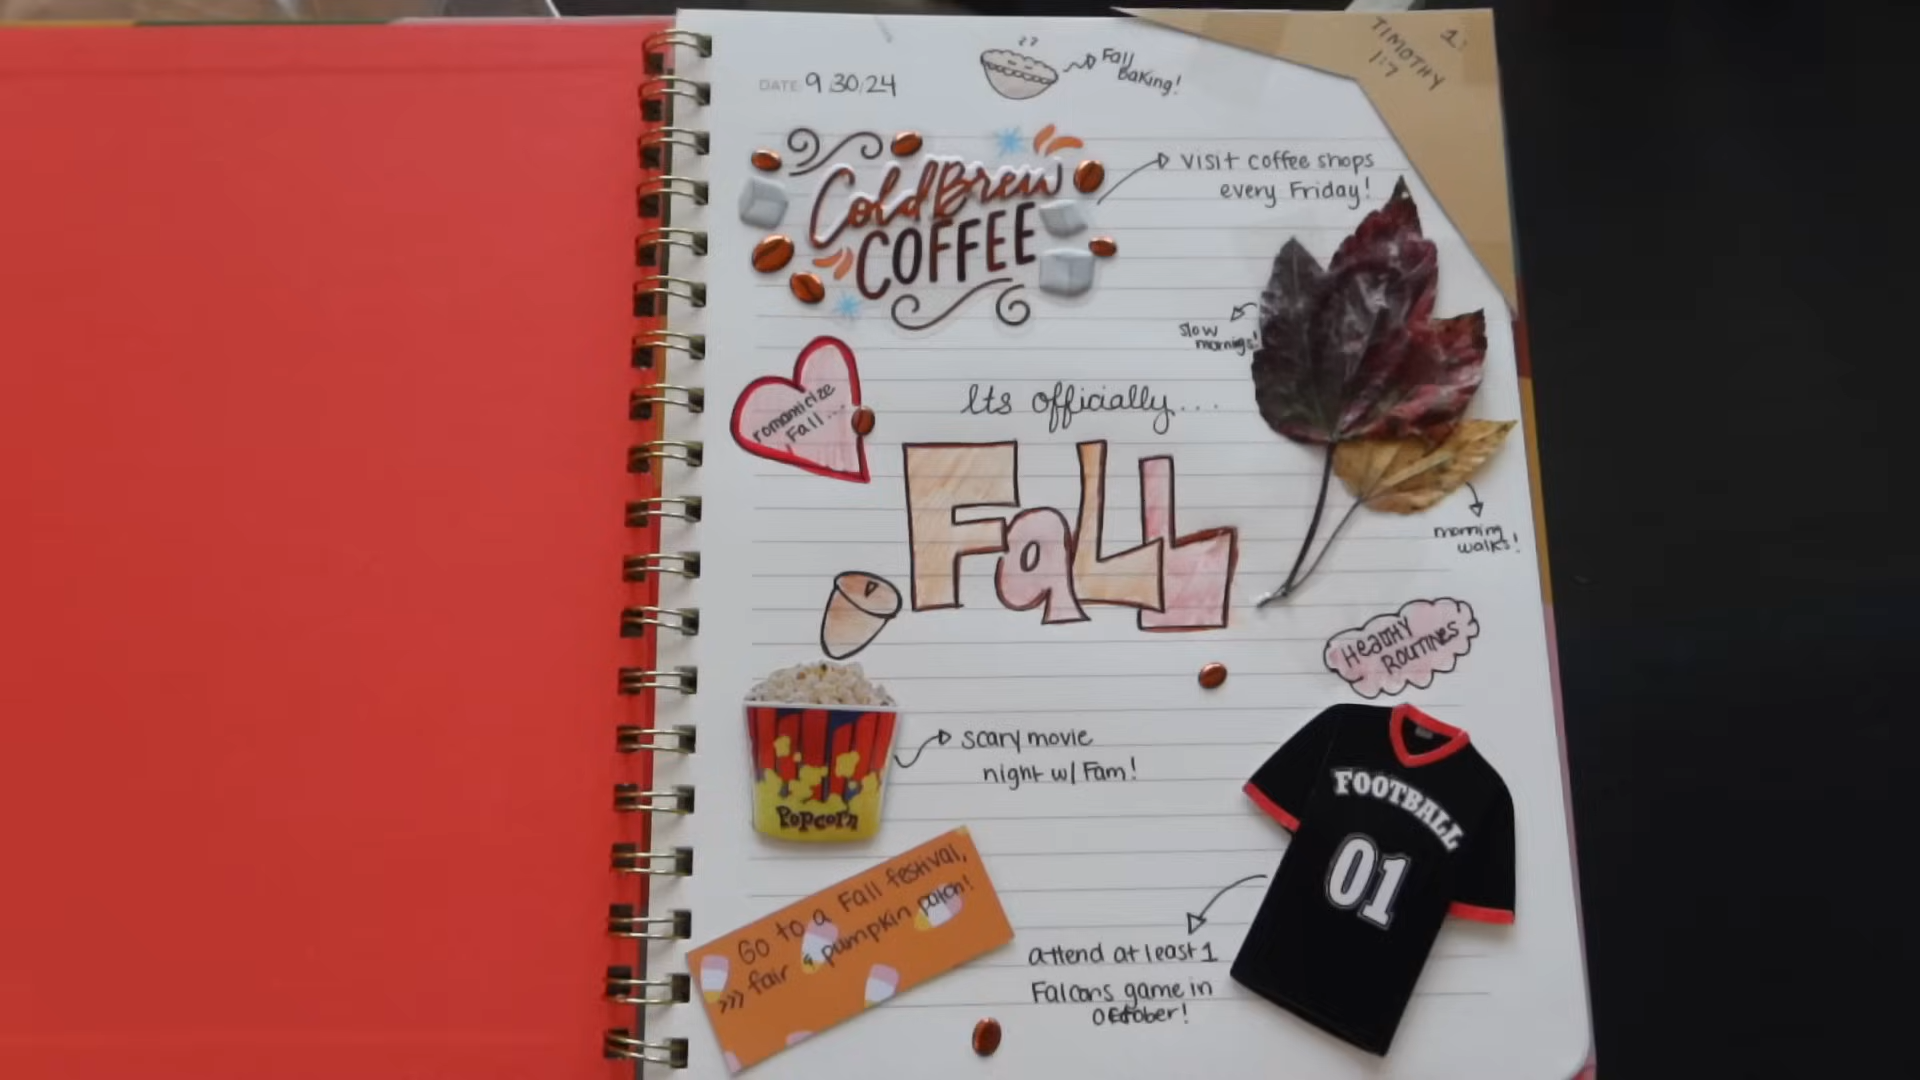 DATE: 9/30/24
Fall
Baking!
2:
TIMOTHY
1:7
Cold Brew
COFFEE
visit coffee shops
every Friday!
slow
mornigs!
romanticize
Fall...
Its officially...
Fall
morning
walks!
HEALTHY
ROUTINES
Popcorn
scary movie
night w/ Fam!
FOOTBALL
01
Go to a Fall festival,
>>> fair & pumpkin patch!
attend at least 1
Falcons game in
october!